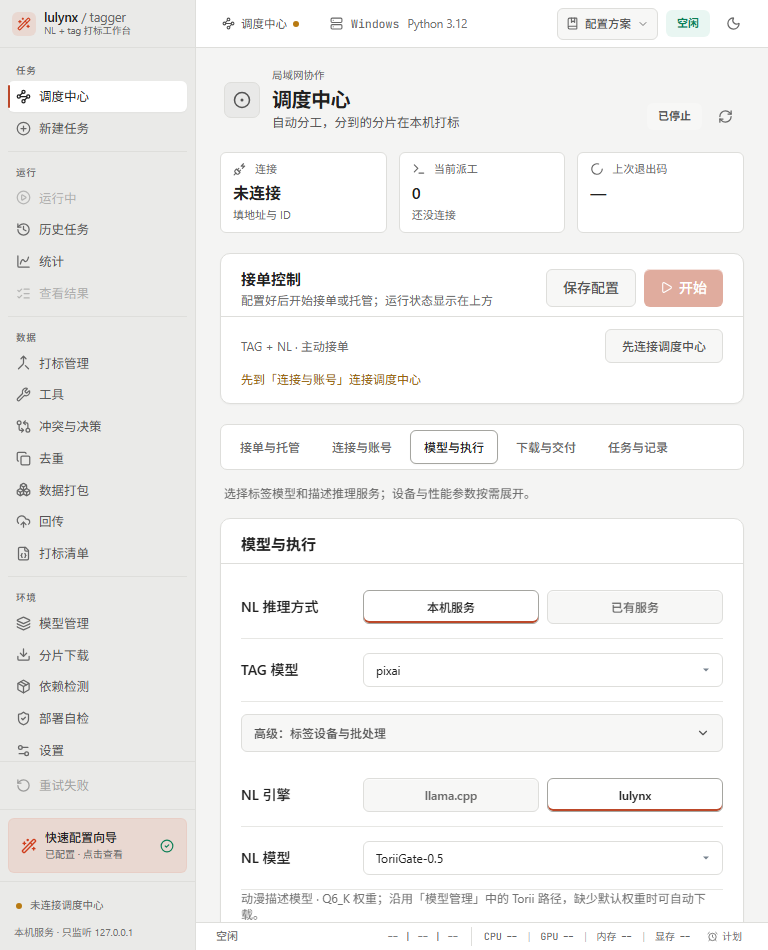 lulynx / tagger
NL + tag 打标工作台
调度中心
Windows Python 3.12
配置方案
空闲
任务
调度中心
新建任务
运行
运行中
历史任务
统计
查看结果
数据
打标管理
工具
冲突与决策
去重
数据打包
回传
打标清单
环境
模型管理
分片下载
依赖检测
部署自检
设置
重试失败
快速配置向导
已配置 · 点击查看
未连接调度中心
本机服务 · 只监听 127.0.0.1
局域网协作
调度中心
自动分工，分到的分片在本机打标
已停止
连接
未连接
填地址与 ID
当前派工
0
还没连接
上次退出码
—
接单控制
配置好后开始接单或托管；运行状态显示在上方
保存配置
开始
TAG + NL · 主动接单
先连接调度中心
先到「连接与账号」连接调度中心
接单与托管
连接与账号
模型与执行
下载与交付
任务与记录
选择标签模型和描述推理服务；设备与性能参数按需展开。
模型与执行
NL 推理方式
本机服务
已有服务
TAG 模型
pixai
高级：标签设备与批处理
NL 引擎
llama.cpp
lulynx
NL 模型
ToriiGate-0.5
动漫描述模型 · Q6_K 权重；沿用「模型管理」中的 Torii 路径，缺少默认权重时可自动下
载。
空闲
-- | -- | --
CPU -- | GPU -- | 内存 -- | 显存 --
计划